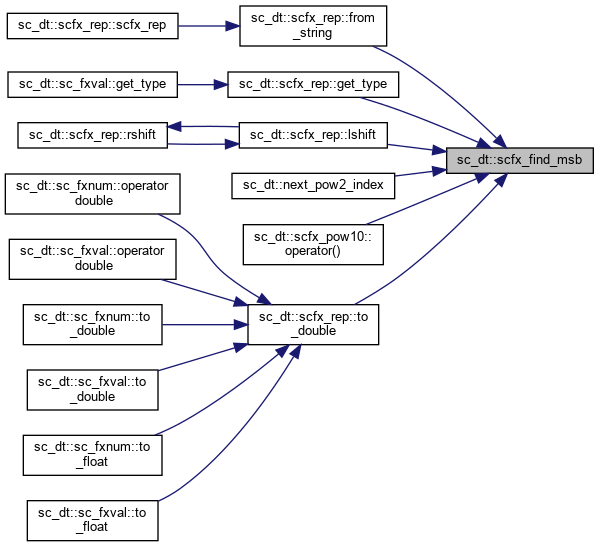 sc_dt::scfx_rep::scfx_rep
sc_dt::scfx_rep::from
_string
sc_dt::sc_fxval::get_type
sc_dt::scfx_rep::get_type
sc_dt::scfx_rep::rshift
sc_dt::scfx_rep::lshift
sc_dt::scfx_find_msb
sc_dt::next_pow2_index
sc_dt::sc_fxnum::operator
double
sc_dt::scfx_pow10::
operator()
sc_dt::sc_fxval::operator
double
sc_dt::sc_fxnum::to
_double
sc_dt::scfx_rep::to
_double
sc_dt::sc_fxval::to
_double
sc_dt::sc_fxnum::to
_float
sc_dt::sc_fxval::to
_float